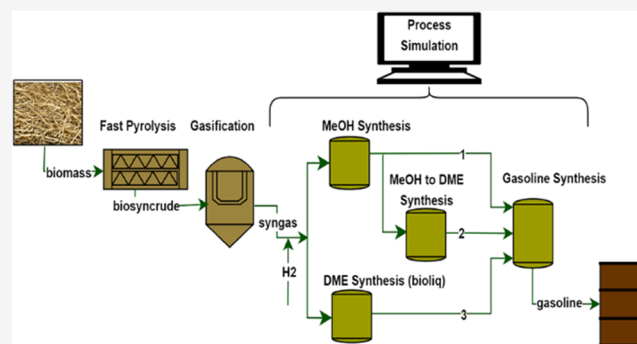 Process
Simulation
Fast Pyrolysis
Gasification
MeOH Synthesis
biomass
biosyncrude
syngas
H2
1
MeOH to DME
Synthesis
2
Gasoline Synthesis
DME Synthesis (bioliq)
3
gasoline